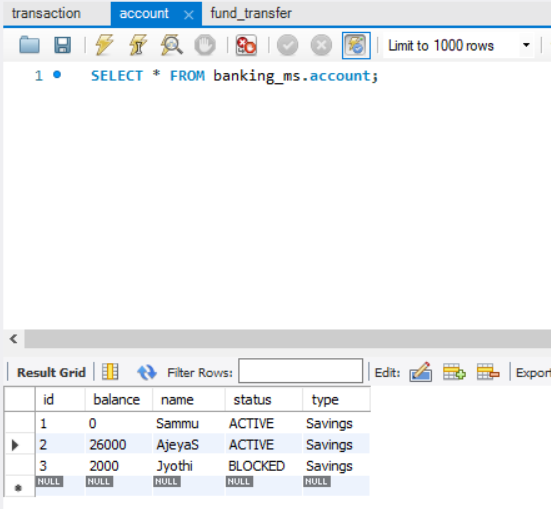 transaction account fund_transfer
Limit to 1000 rows
1 SELECT * FROM banking_ms.account;
Result Grid Filter Rows: Edit: Export
id balance name status type
1 0 Sammu ACTIVE Savings
2 26000 AjeyaS ACTIVE Savings
3 2000 Jyothi BLOCKED Savings
NULL NULL NULL NULL NULL